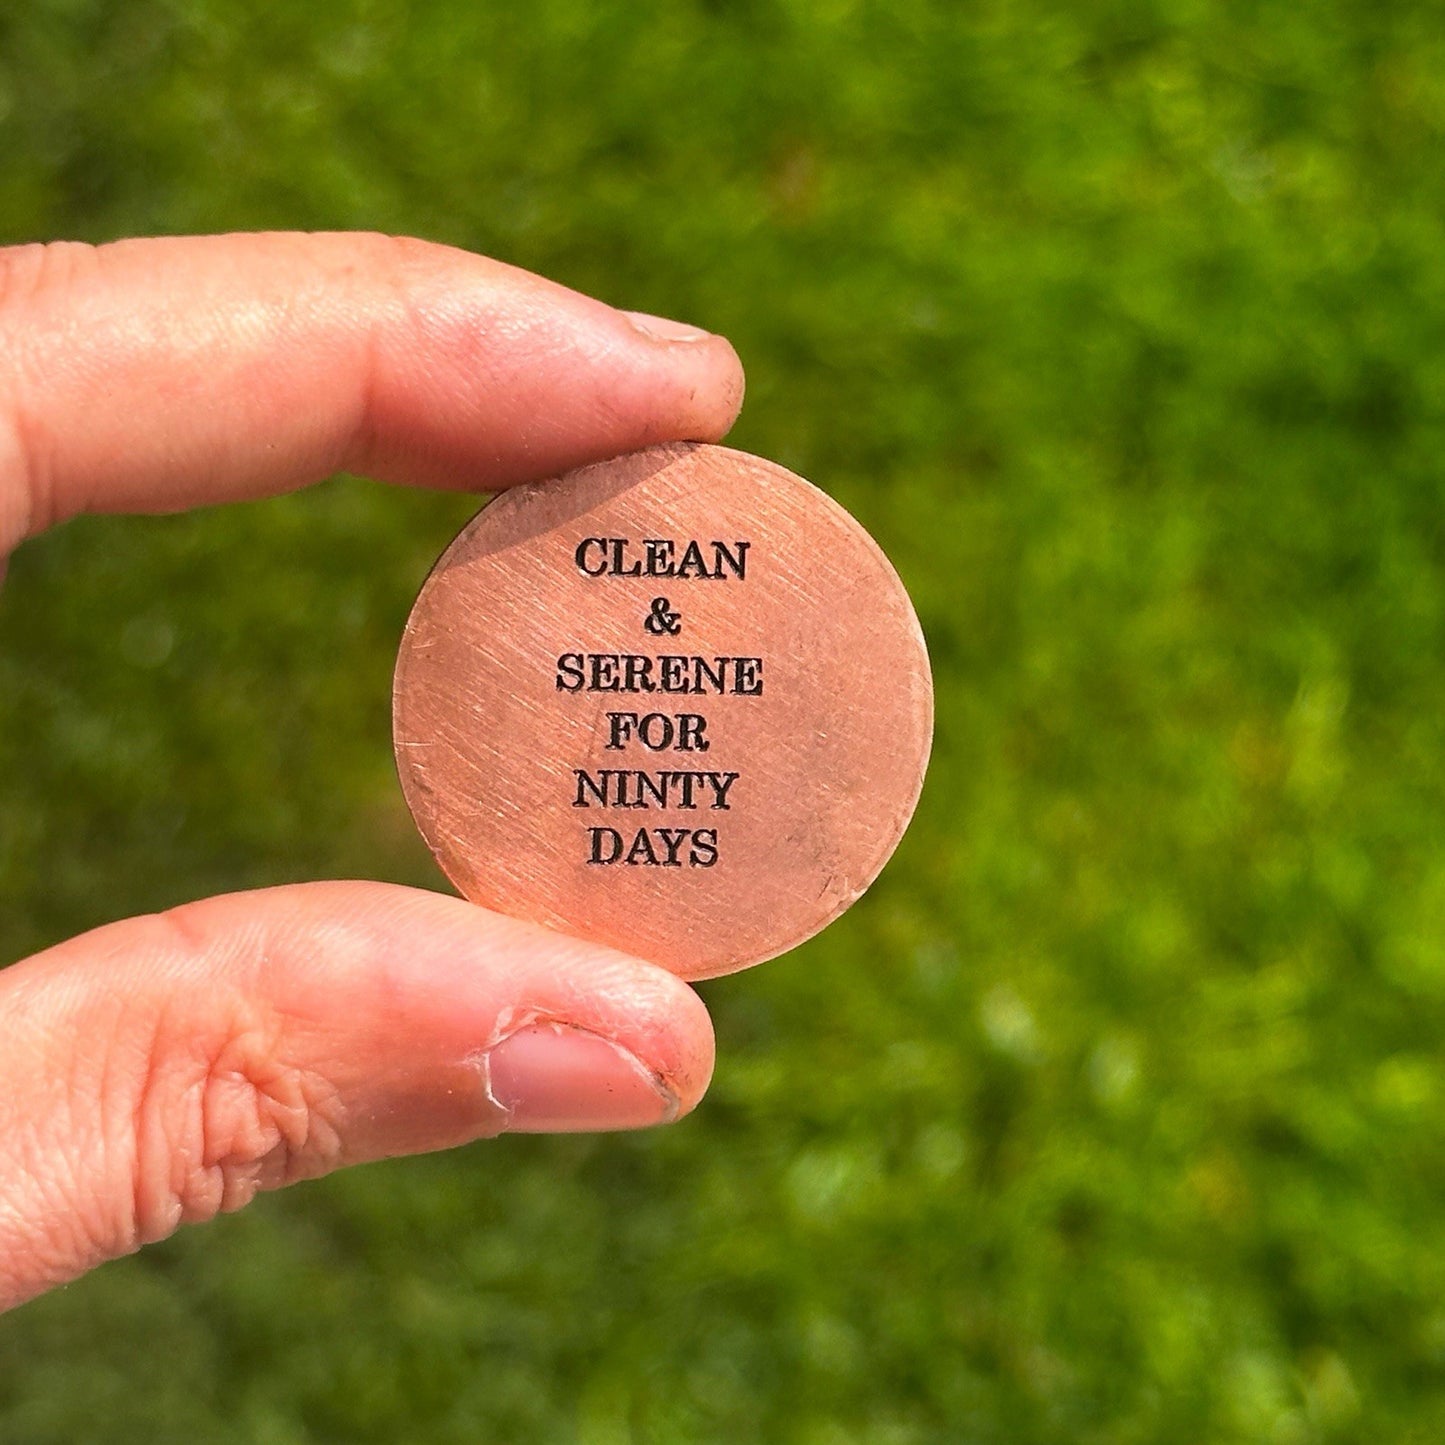 CLEAN
&
SERENE
FOR
NINTY
DAYS